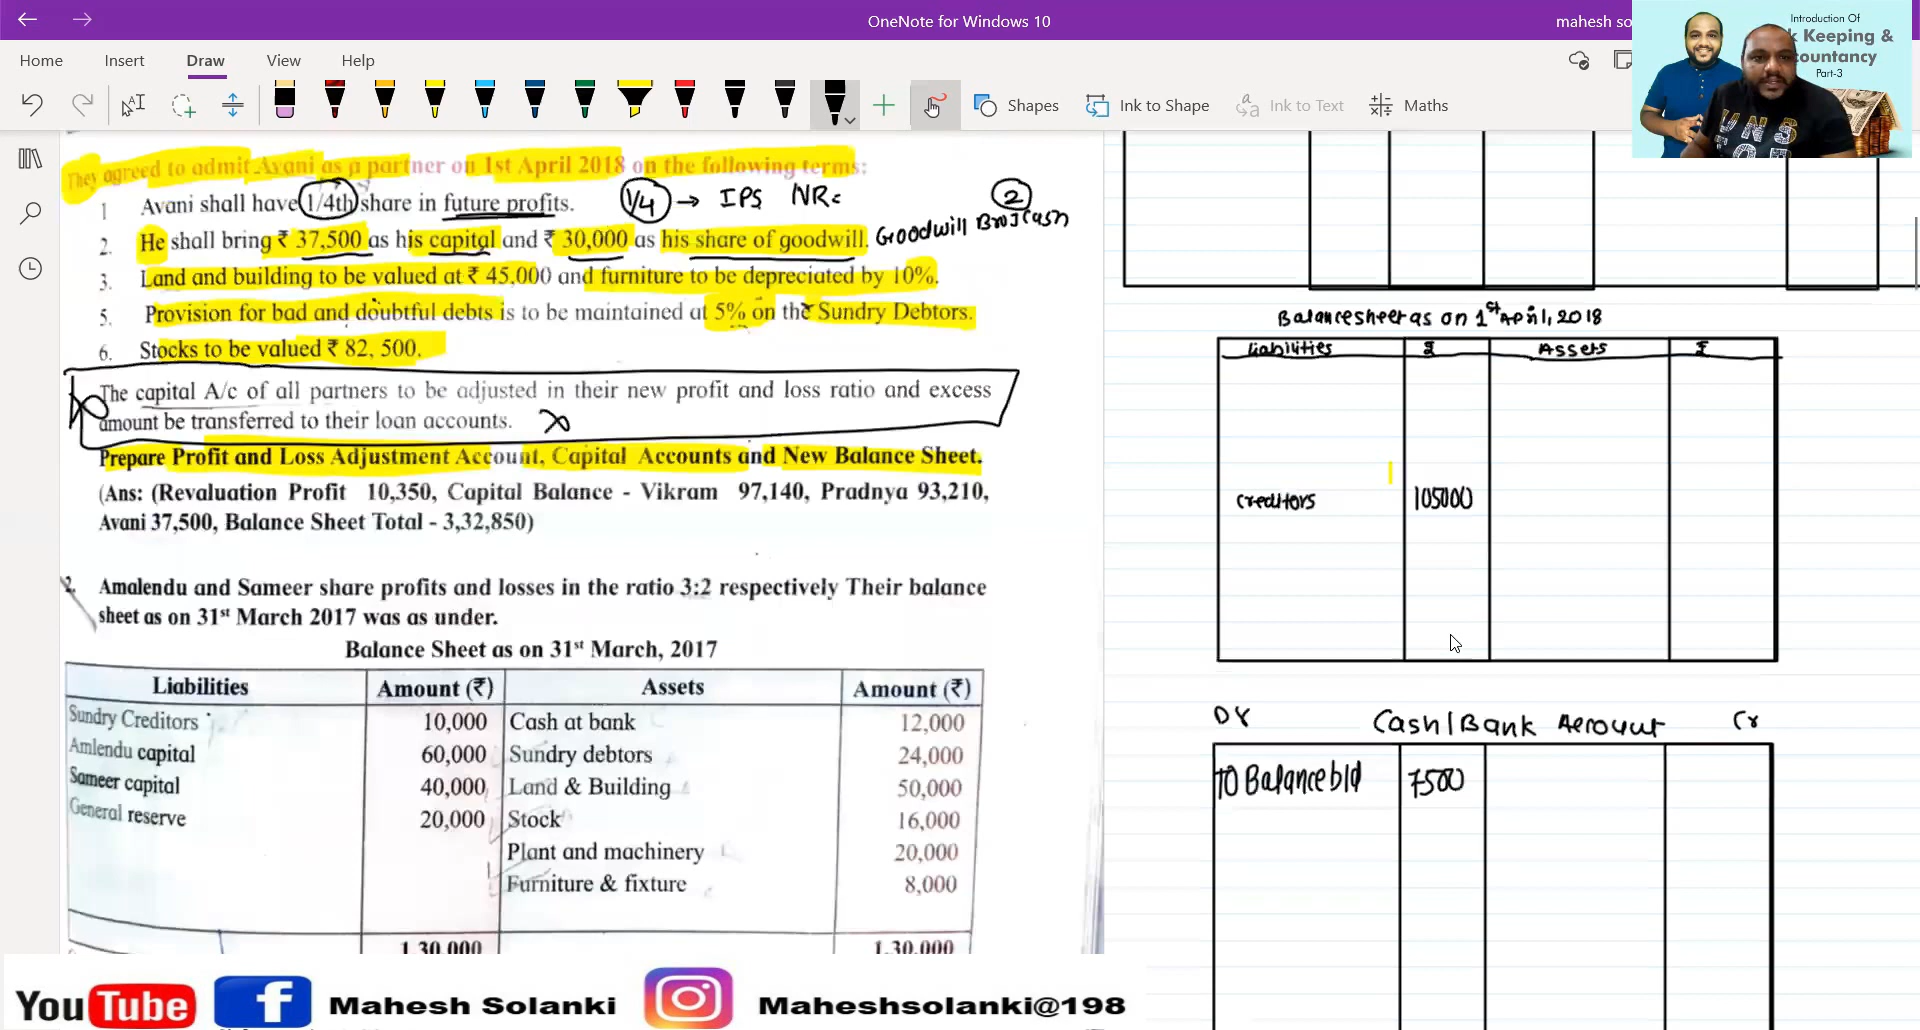 OneNote for Windows 10
mahesh so
Home Insert Draw View Help
Shapes Ink to Shape Ink to Text Maths
Introduction Of
Keeping &
countancy
Part-3
They agreed to admit Avani as a partner on 1st April 2018 on the following terms:
1 Avani shall have 1/4th share in future profits. 1/4 → IPS NR= 2
2. He shall bring ₹ 37,500 as his capital and ₹ 30,000 as his share of goodwill. Goodwill Bro] Cash
3. Land and building to be valued at ₹ 45,000 and furniture to be depreciated by 10%.
5. Provision for bad and doubtful debts is to be maintained at 5% on the Sundry Debtors.
6. Stocks to be valued ₹ 82, 500.
The capital A/c of all partners to be adjusted in their new profit and loss ratio and excess
amount be transferred to their loan accounts.
Prepare Profit and Loss Adjustment Account, Capital Accounts and New Balance Sheet.
(Ans: (Revaluation Profit 10,350, Capital Balance - Vikram 97,140, Pradnya 93,210,
Avani 37,500, Balance Sheet Total - 3,32,850)
2. Amalendu and Sameer share profits and losses in the ratio 3:2 respectively Their balance
sheet as on 31st March 2017 was as under.
Balance Sheet as on 31st March, 2017
Liabilities Amount (₹) Assets Amount (₹)
Sundry Creditors 10,000 Cash at bank 12,000
Amlendu capital 60,000 Sundry debtors 24,000
Sameer capital 40,000 Land & Building 50,000
General reserve 20,000 Stock 16,000
Plant and machinery 20,000
Furniture & fixture 8,000
1,30,000 1,30,000
Balancesheet as on 1st April, 2018
Liabilities ₹ Assets ₹
creditors 105000
Dr Cash/Bank Account Cr
To Balance b/d 7500
YouTube f Mahesh Solanki Maheshsolanki@198